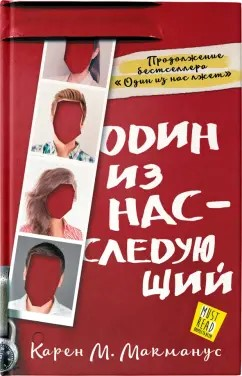 Продолжение
бестселлера
«Один из нас лжет»
ОДИН
ИЗ
НАС-
СЛЕДУЮ
ЩИЙ
MUST
READ
Карен М. Макманус